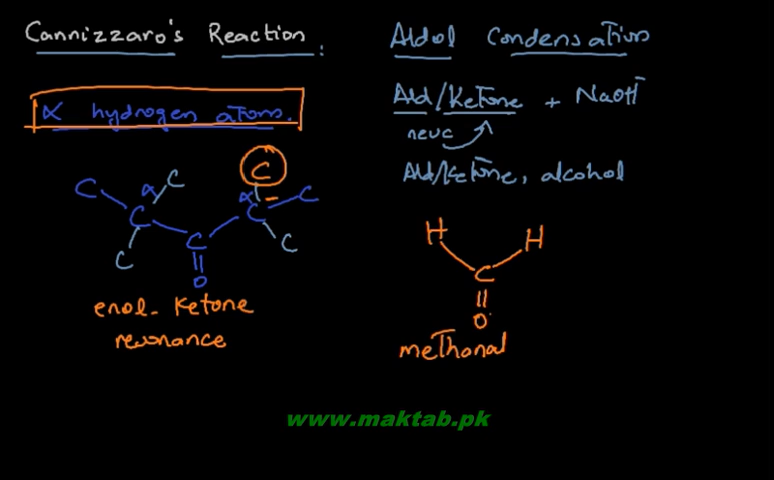 Cannizzaro's Reaction :
Aldol Condensation
α hydrogen atoms.
Ald/Ketone + NaOH
neuc
Ald/Ketone, alcohol
C C α C C α C C C C O
H H C O
enol- Ketone
resonance
methanal
www.maktab.pk